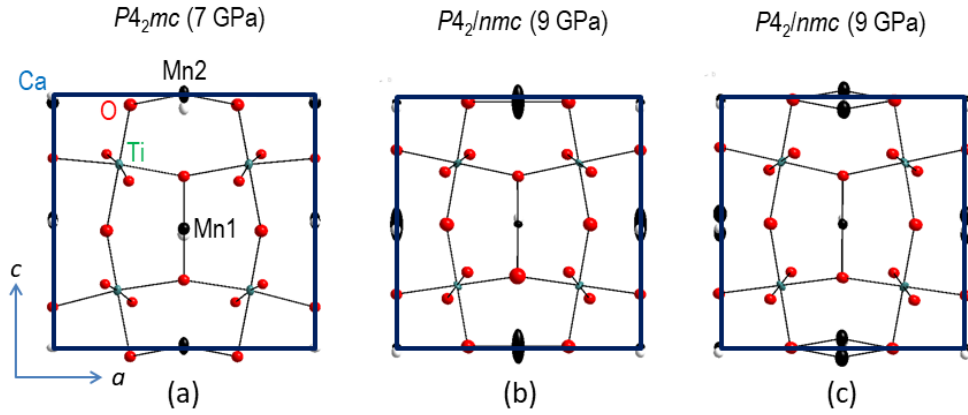 P4₂mc (7 GPa)
P4₂/nmc (9 GPa)
P4₂/nmc (9 GPa)
Ca
Mn2
O
Ti
Mn1
c
a
(a)
(b)
(c)